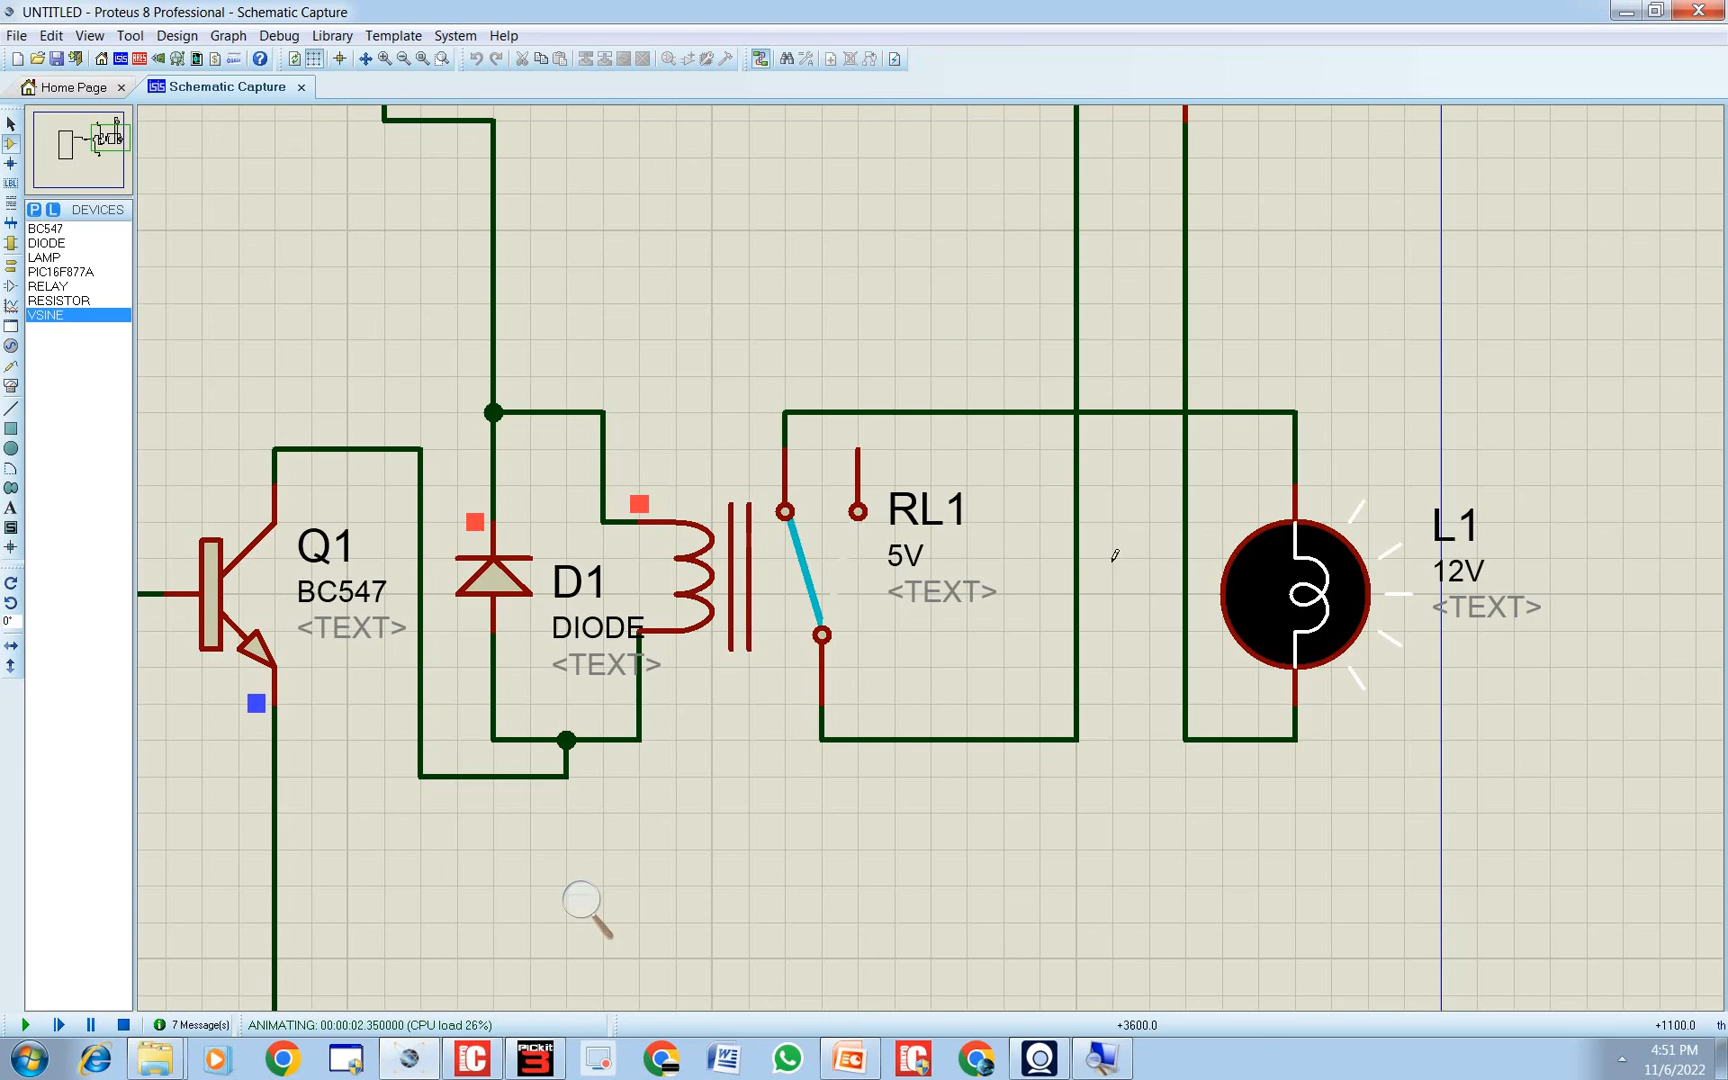 UNTITLED - Proteus 8 Professional - Schematic Capture
File Edit View Tool Design Graph Debug Library Template System Help
Home Page × Schematic Capture ×
P L DEVICES
BC547
DIODE
LAMP
PIC16F877A
RELAY
RESISTOR
VSINE
LBL
A
S
0°
Q1
BC547
<TEXT>
D1
DIODE
<TEXT>
RL1
5V
<TEXT>
L1
12V
<TEXT>
7 Message(s) ANIMATING: 00:00:02.350000 (CPU load 26%) +3600.0 +1100.0 th
4:51 PM
11/6/2022